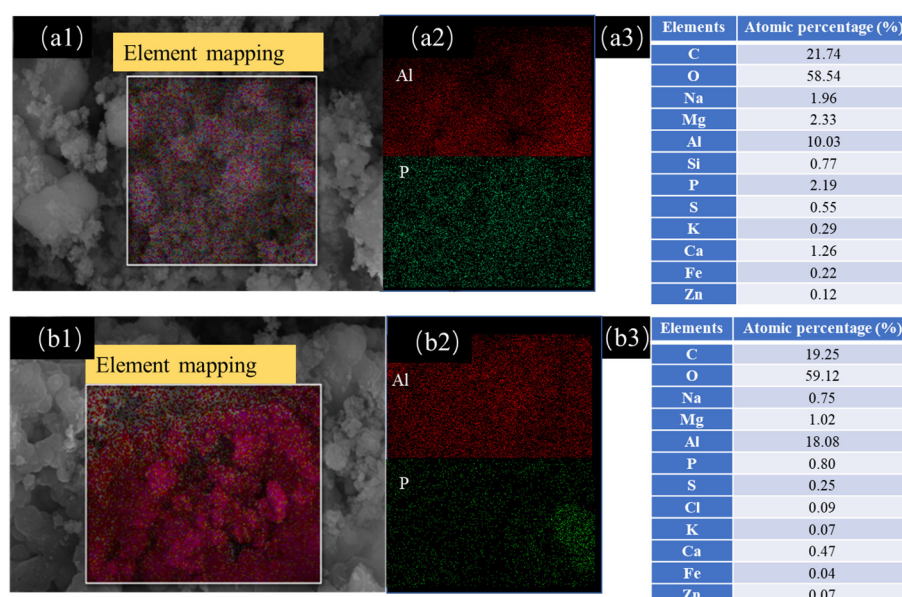 (a1)
Element mapping
(a2)
Al
P
(a3)
Elements Atomic percentage (%)
C 21.74
O 58.54
Na 1.96
Mg 2.33
Al 10.03
Si 0.77
P 2.19
S 0.55
K 0.29
Ca 1.26
Fe 0.22
Zn 0.12
(b1)
Element mapping
(b2)
Al
P
(b3)
Elements Atomic percentage (%)
C 19.25
O 59.12
Na 0.75
Mg 1.02
Al 18.08
P 0.80
S 0.25
Cl 0.09
K 0.07
Ca 0.47
Fe 0.04
Zn 0.07